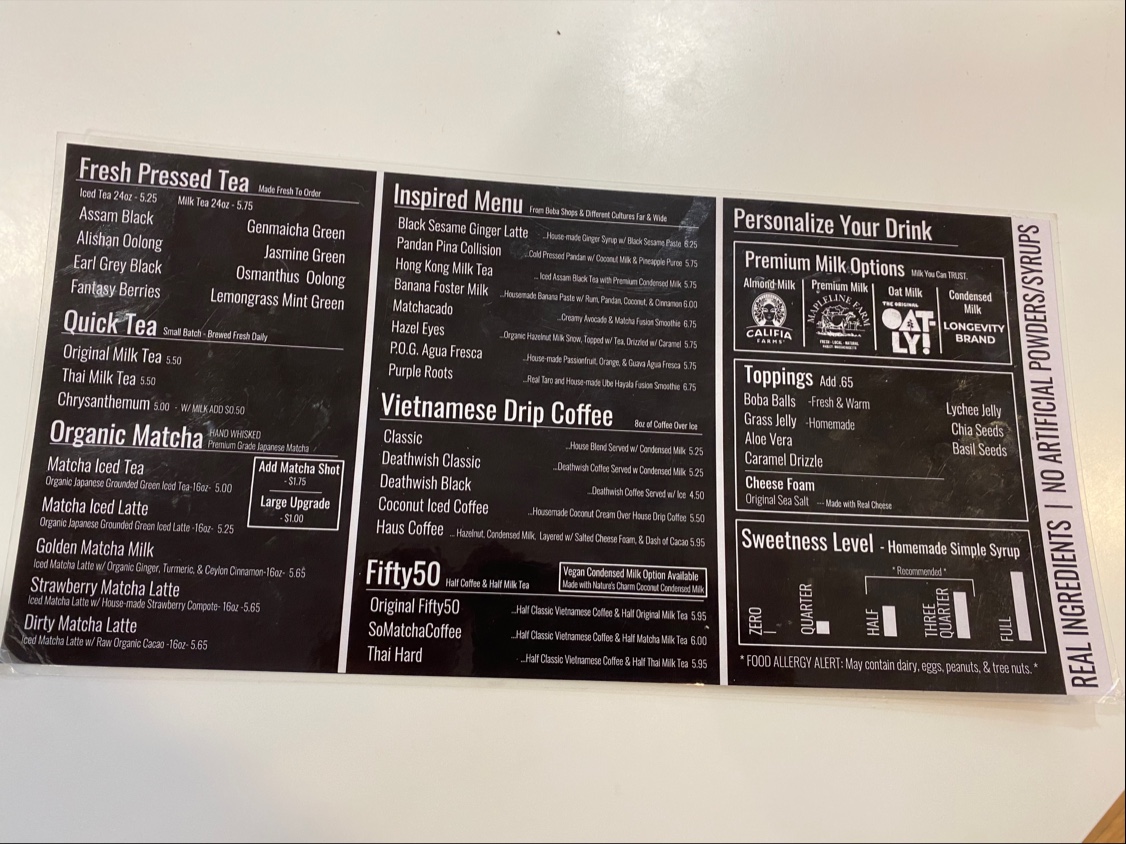 Fresh Pressed Tea Made Fresh To Order
Iced Tea 24oz - 5.25 Milk Tea 24oz - 5.75
Assam Black
Alishan Oolong
Earl Grey Black
Fantasy Berries
Genmaicha Green
Jasmine Green
Osmanthus Oolong
Lemongrass Mint Green
Quick Tea Small Batch - Brewed Fresh Daily
Original Milk Tea 5.50
Thai Milk Tea 5.50
Chrysanthemum 5.00 - W/ MILK ADD $0.50
Organic Matcha HAND WHISKED
Premium Grade Japanese Matcha
Matcha Iced Tea
Organic Japanese Grounded Green Iced Tea-16oz- 5.00
Matcha Iced Latte
Organic Japanese Grounded Green Iced Latte -16oz- 5.25
Golden Matcha Milk
Iced Matcha Latte w/ Organic Ginger, Turmeric, & Ceylon Cinnamon-16oz- 5.65
Strawberry Matcha Latte
Iced Matcha Latte w/ House-made Strawberry Compote- 16oz -5.65
Dirty Matcha Latte
Iced Matcha Latte w/ Raw Organic Cacao -16oz- 5.65
Add Matcha Shot
- $1.75
Large Upgrade
- $1.00
Inspired Menu From Boba Shops & Different Cultures Far & Wide
Black Sesame Ginger Latte ...House-made Ginger Syrup w/ Black Sesame Paste 6.25
Pandan Pina Collision ...Cold Pressed Pandan w/ Coconut Milk & Pineapple Puree 5.75
Hong Kong Milk Tea ... Iced Assam Black Tea with Premium Condensed Milk 5.75
Banana Foster Milk ...Housemade Banana Paste w/ Rum, Pandan, Coconut, & Cinnamon 6.00
Matchacado ...Creamy Avocado & Matcha Fusion Smoothie 6.75
Hazel Eyes ...Organic Hazelnut Milk Snow, Topped w/ Tea, Drizzled w/ Caramel 5.75
P.O.G. Agua Fresca ...House-made Passionfruit, Orange, & Guava Agua Fresca 5.75
Purple Roots ...Real Taro and House-made Ube Hayala Fusion Smoothie 6.75
Vietnamese Drip Coffee 8oz of Coffee Over Ice
Classic ...House Blend Served w/ Condensed Milk 5.25
Deathwish Classic ...Deathwish Coffee Served w Condensed Milk 5.25
Deathwish Black ...Deathwish Coffee Served w/ Ice 4.50
Coconut Iced Coffee ...Housemade Coconut Cream Over House Drip Coffee 5.50
Haus Coffee ... Hazelnut, Condensed Milk, Layered w/ Salted Cheese Foam, & Dash of Cacao 5.95
Fifty50 Half Coffee & Half Milk Tea
Vegan Condensed Milk Option Available
Made with Nature's Charm Coconut Condensed Milk
Original Fifty50 ...Half Classic Vietnamese Coffee & Half Original Milk Tea 5.95
SoMatchaCoffee ...Half Classic Vietnamese Coffee & Half Matcha Milk Tea 6.00
Thai Hard ...Half Classic Vietnamese Coffee & Half Thai Milk Tea 5.95
Personalize Your Drink
Premium Milk Options Milk You Can TRUST.
Almond Milk
CALIFIA
FARMS
Premium Milk
MAPLELINE FARM
Oat Milk
THE ORIGINAL
OAT-
LY!
Condensed
Milk
LONGEVITY
BRAND
Toppings Add .65
Boba Balls -Fresh & Warm
Grass Jelly -Homemade
Aloe Vera
Caramel Drizzle
Lychee Jelly
Chia Seeds
Basil Seeds
Cheese Foam
Original Sea Salt --- Made with Real Cheese
Sweetness Level - Homemade Simple Syrup
* Recommended *
ZERO
QUARTER
HALF
THREE
QUARTER
FULL
* FOOD ALLERGY ALERT: May contain dairy, eggs, peanuts, & tree nuts. *
REAL INGREDIENTS | NO ARTIFICIAL POWDERS/SYRUPS